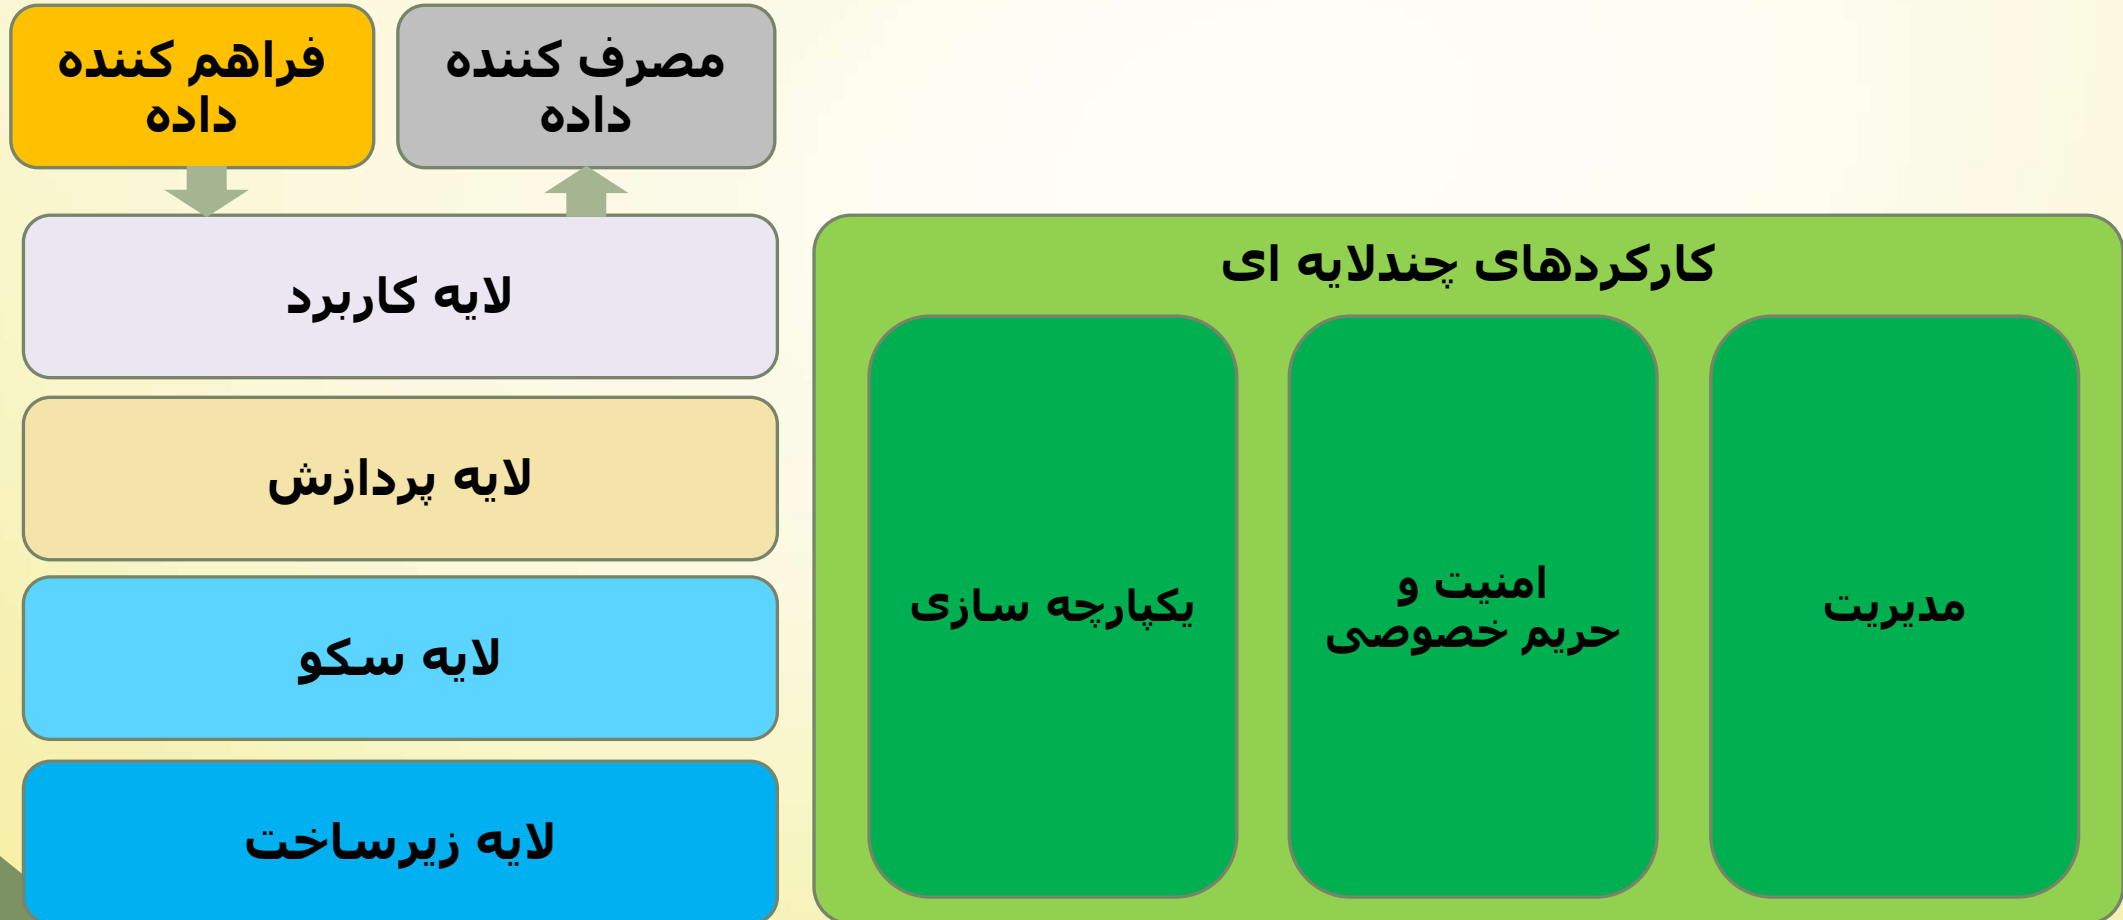 فراهم کننده
داده
مصرف کننده
داده
لایه کاربرد
لایه پردازش
لایه سکو
لایه زیرساخت
کارکردهای چندلایه ای
یکپارچه سازی
امنیت و
حریم خصوصی
مدیریت